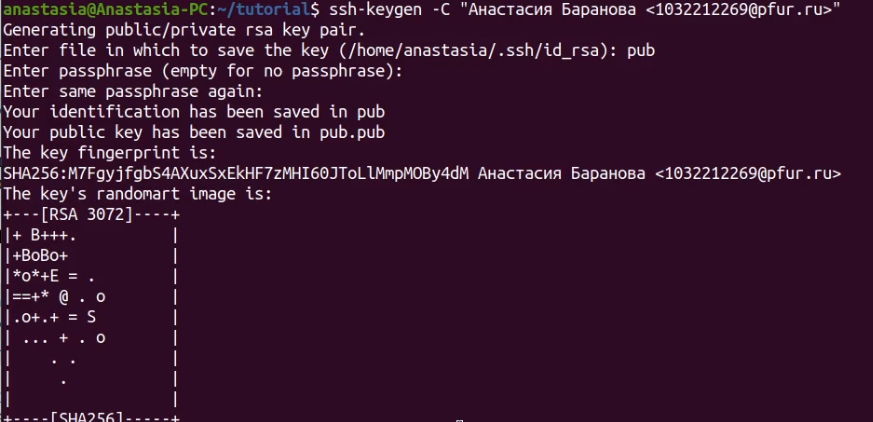 anastasia@Anastasia-PC:~/tutorial$ ssh-keygen -C "Анастасия Баранова <1032212269@pfur.ru>"
Generating public/private rsa key pair.
Enter file in which to save the key (/home/anastasia/.ssh/id_rsa): pub
Enter passphrase (empty for no passphrase):
Enter same passphrase again:
Your identification has been saved in pub
Your public key has been saved in pub.pub
The key fingerprint is:
SHA256:M7FgyjfgbS4AXuxSxEkHF7zMHI60JToLlMmpMOBy4dM Анастасия Баранова <1032212269@pfur.ru>
The key's randomart image is:
+---[RSA 3072]----+
|+ B+++.          |
|+BoBo+           |
|*o*+E = .        |
|==+* @ . o       |
|.o+.+ = S        |
| ... + . o       |
|    . .          |
|     .           |
|                 |
+----[SHA256]-----+